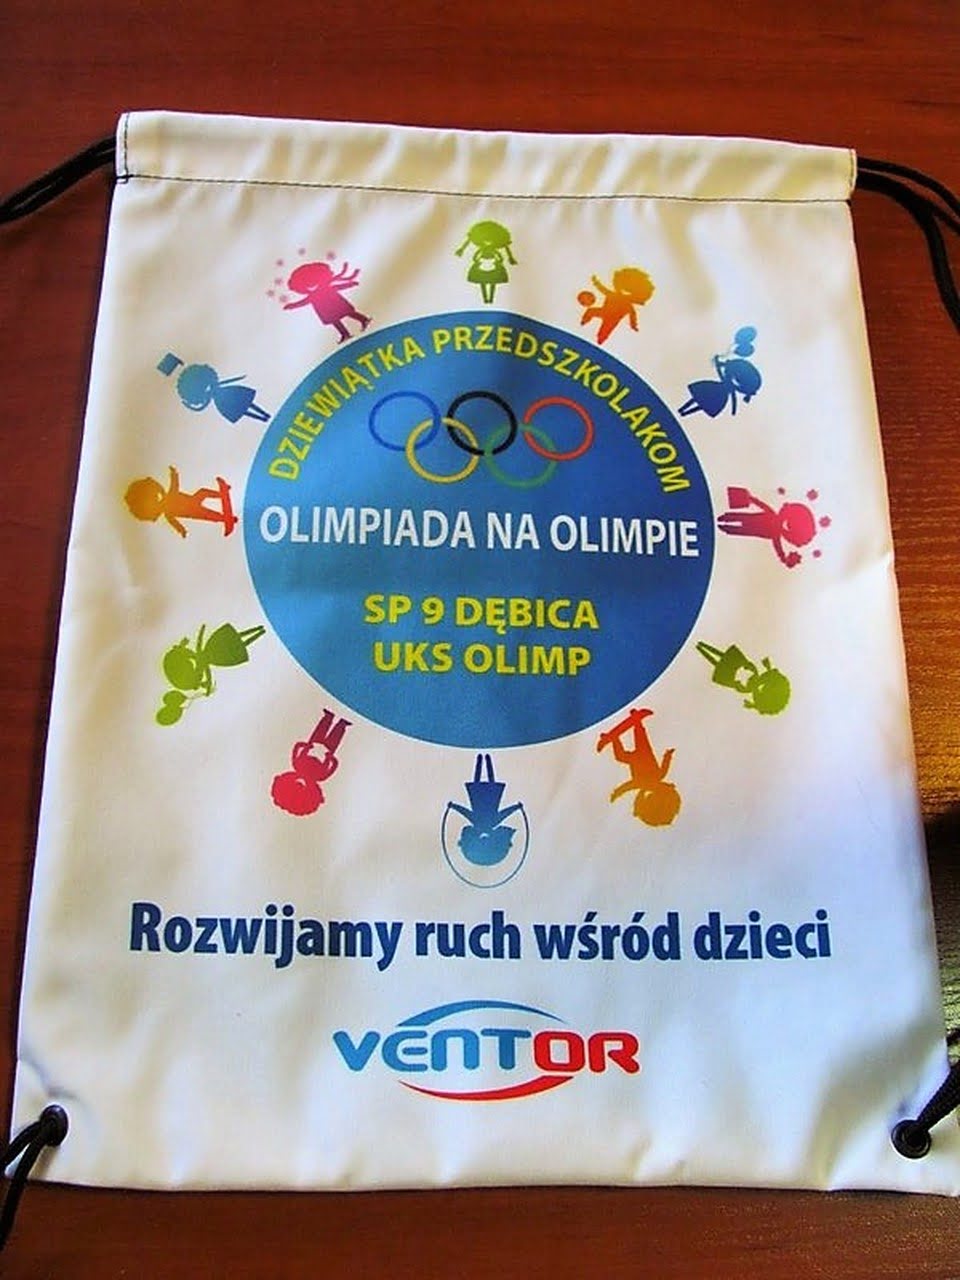 DZIEWIĄTKA PRZEDSZKOLAKOM
OLIMPIADA NA OLIMPIE
SP 9 DĘBICA
UKS OLIMP
Rozwijamy ruch wśród dzieci
VENTOR